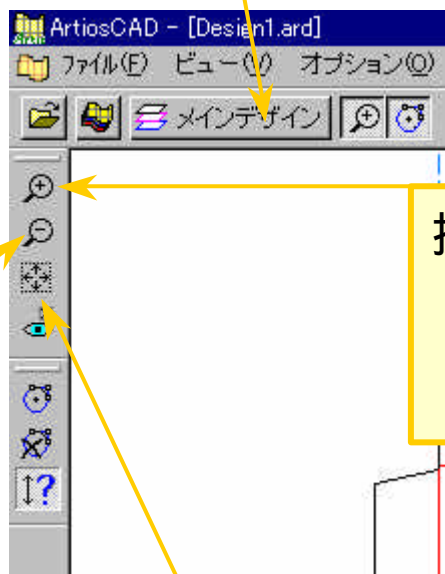 ArtiosCAD - [Design1.ard]
ファイル(F) ビュー(V) オプション(O)
メインデザイン